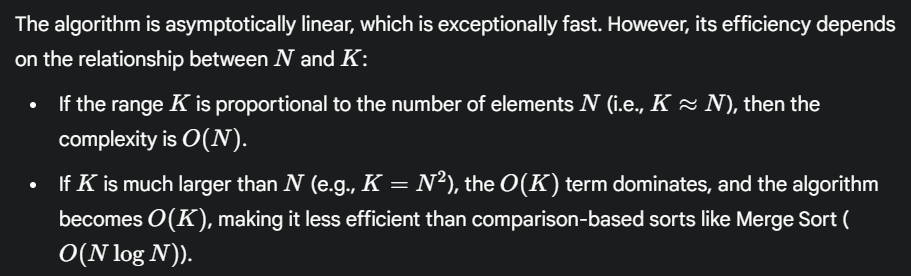 The algorithm is asymptotically linear, which is exceptionally fast. However, its efficiency depends
on the relationship between N and K:
• If the range K is proportional to the number of elements N (i.e., K ≈ N), then the
complexity is O(N).
• If K is much larger than N (e.g., K = N²), the O(K) term dominates, and the algorithm
becomes O(K), making it less efficient than comparison-based sorts like Merge Sort (
O(N log N)).